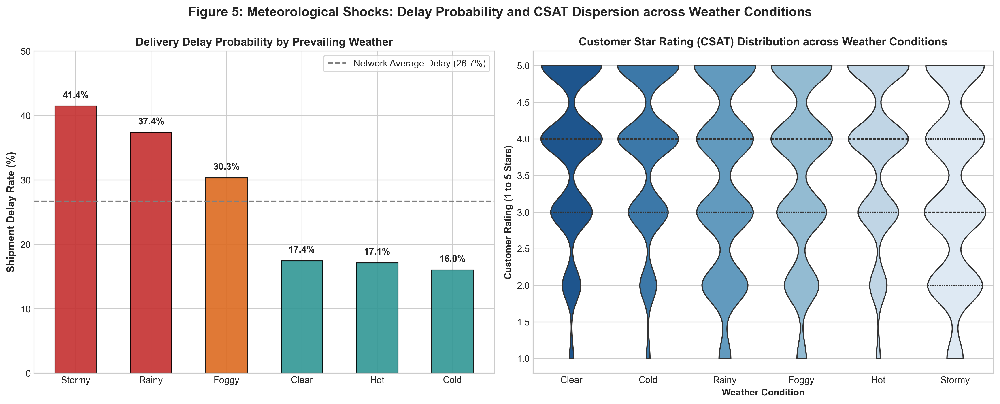 Figure 5: Meteorological Shocks: Delay Probability and CSAT Dispersion across Weather Conditions
Delivery Delay Probability by Prevailing Weather
Network Average Delay (26.7%)
Shipment Delay Rate (%)
50
40
30
20
10
0
41.4%
37.4%
30.3%
17.4%
17.1%
16.0%
Stormy
Rainy
Foggy
Clear
Hot
Cold
Customer Star Rating (CSAT) Distribution across Weather Conditions
Customer Rating (1 to 5 Stars)
5.0
4.5
4.0
3.5
3.0
2.5
2.0
1.5
1.0
Clear
Cold
Rainy
Foggy
Hot
Stormy
Weather Condition